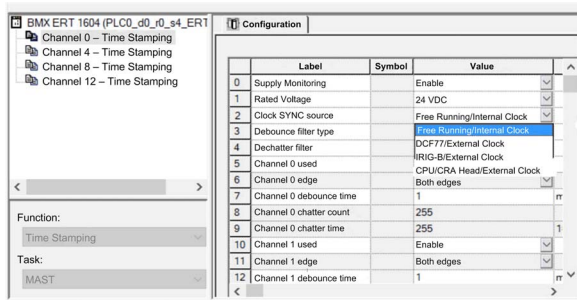 BMX ERT 1604 (PLC0_d0_r0_s4_ERT
Channel 0 – Time Stamping
Channel 4 – Time Stamping
Channel 8 – Time Stamping
Channel 12 – Time Stamping
Function:
Time Stamping
Task:
MAST
Configuration
Label Symbol Value
0 Supply Monitoring Enable
1 Rated Voltage 24 VDC
2 Clock SYNC source Free Running/Internal Clock
3 Debounce filter type Free Running/Internal Clock
4 Dechatter filter DCF77/External Clock
IRIG-B/External Clock
5 Channel 0 used CPU/CRA Head/External Clock
6 Channel 0 edge Both edges
7 Channel 0 debounce time 1 m
8 Channel 0 chatter count 255
9 Channel 0 chatter time 255 10
10 Channel 1 used Enable
11 Channel 1 edge Both edges
12 Channel 1 debounce time 1 m